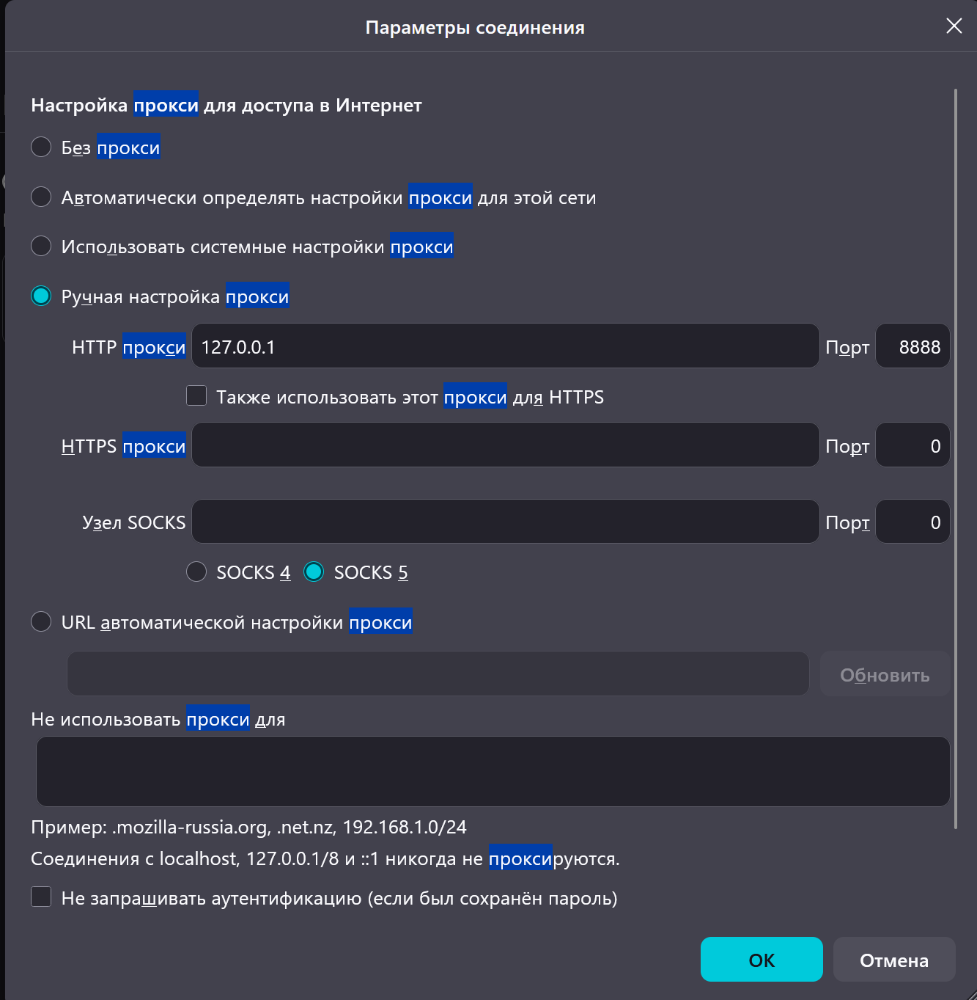 Параметры соединения
Настройка прокси для доступа в Интернет
Без прокси
Автоматически определять настройки прокси для этой сети
Использовать системные настройки прокси
Ручная настройка прокси
HTTP прокси 127.0.0.1 Порт 8888
Также использовать этот прокси для HTTPS
HTTPS прокси Порт 0
Узел SOCKS Порт 0
SOCKS 4 SOCKS 5
URL автоматической настройки прокси
Обновить
Не использовать прокси для
Пример: .mozilla-russia.org, .net.nz, 192.168.1.0/24
Соединения с localhost, 127.0.0.1/8 и ::1 никогда не проксируются.
Не запрашивать аутентификацию (если был сохранён пароль)
ОК Отмена